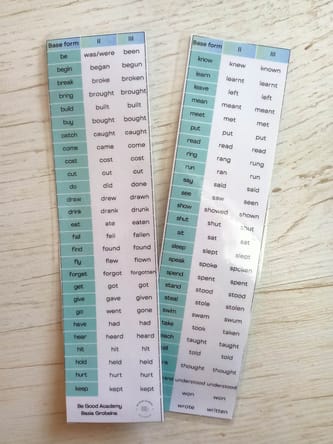 Base form II III
be was/were been
begin began begun
break broke broken
bring brought brought
build built built
buy bought bought
catch caught caught
come came come
cost cost cost
cut cut cut
do did done
draw drew drawn
drink drank drunk
eat ate eaten
fall fell fallen
find found found
fly flew flown
forget forgot forgotten
get got got
give gave given
go went gone
have had had
hear heard heard
hit hit hit
hold held held
hurt hurt hurt
keep kept kept
Be Good Academy
Basia Grobelna
Base form II III
know knew known
learn learnt learnt
leave left left
mean meant meant
meet met met
put put put
read read read
ring rang rung
run ran run
say said said
see saw seen
show showed shown
shut shut shut
sit sat sat
sleep slept slept
speak spoke spoken
spend spent spent
stand stood stood
steal stole stolen
swim swam swum
take took taken
taught taught
told told
thought thought
understood understood
won won
wrote written